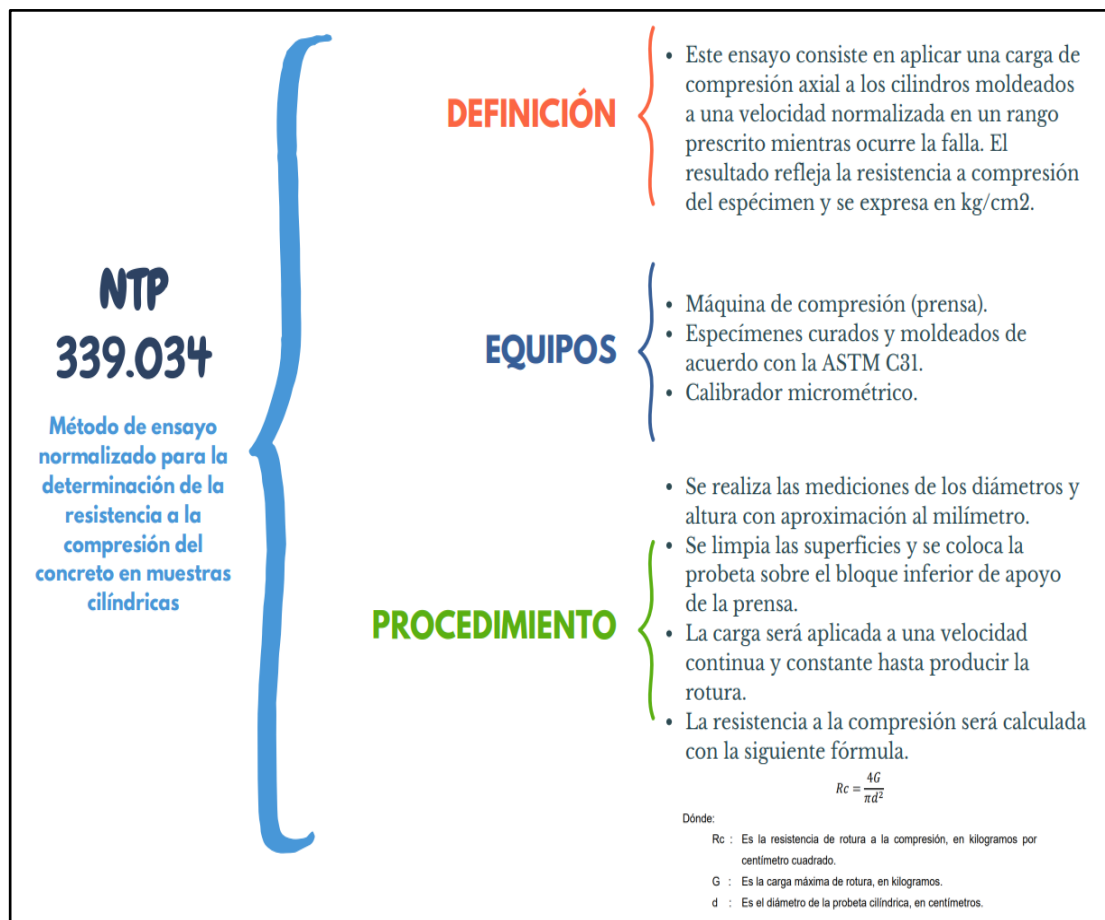 NTP
339.034
Método de ensayo
normalizado para la
determinación de la
resistencia a la
compresión del
concreto en muestras
cilíndricas
DEFINICIÓN
• Este ensayo consiste en aplicar una carga de
compresión axial a los cilindros moldeados
a una velocidad normalizada en un rango
prescrito mientras ocurre la falla. El
resultado refleja la resistencia a compresión
del espécimen y se expresa en kg/cm2.
EQUIPOS
• Máquina de compresión (prensa).
• Especímenes curados y moldeados de
acuerdo con la ASTM C31.
• Calibrador micrométrico.
PROCEDIMIENTO
• Se realiza las mediciones de los diámetros y
altura con aproximación al milímetro.
• Se limpia las superficies y se coloca la
probeta sobre el bloque inferior de apoyo
de la prensa.
• La carga será aplicada a una velocidad
continua y constante hasta producir la
rotura.
• La resistencia a la compresión será calculada
con la siguiente fórmula.
Rc = 4G / πd²
Dónde:
Rc : Es la resistencia de rotura a la compresión, en kilogramos por
centímetro cuadrado.
G : Es la carga máxima de rotura, en kilogramos.
d : Es el diámetro de la probeta cilíndrica, en centímetros.